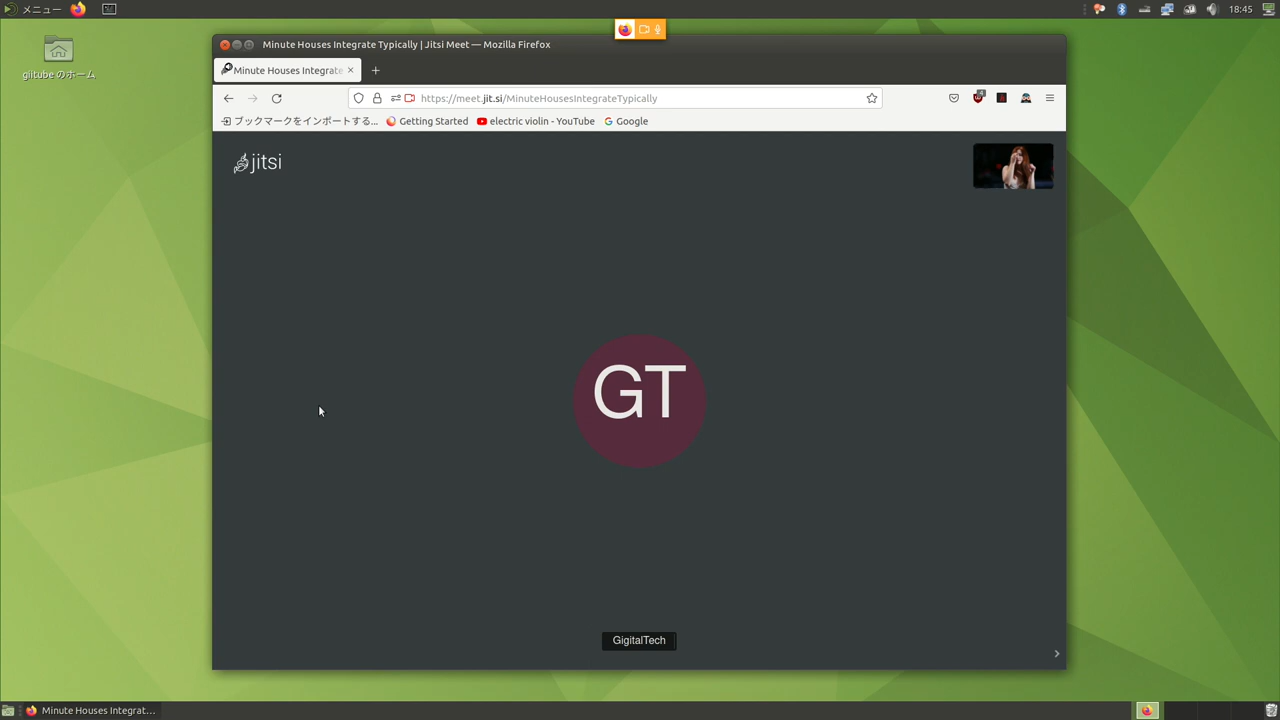 メニュー
18:45
giitube のホーム
Minute Houses Integrate Typically | Jitsi Meet — Mozilla Firefox
Minute Houses Integrate
https://meet.jit.si/MinuteHousesIntegrateTypically
4
ブックマークをインポートする...
Getting Started
electric violin - YouTube
Google
jitsi
GT
GigitalTech
Minute Houses Integrat...